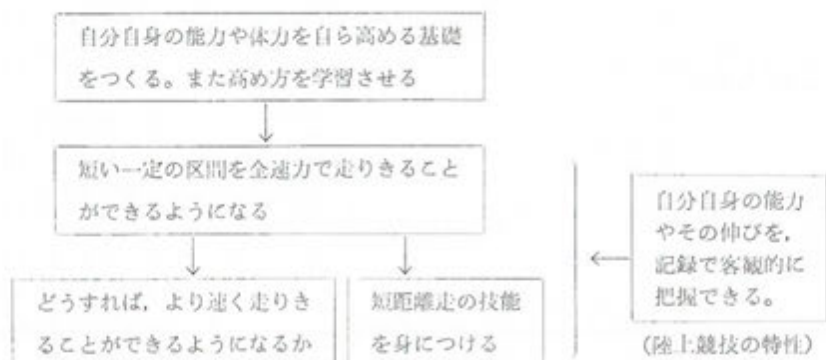 自分自身の能力や体力を自ら高める基礎
をつくる。また高め方を学習させる
短い一定の区間を全速力で走りきること
ができるようになる
どうすれば，より速く走りき
ることができるようになるか
短距離走の技能
を身につける
自分自身の能力
やその伸びを，
記録で客観的に
把握できる。
(陸上競技の特性)